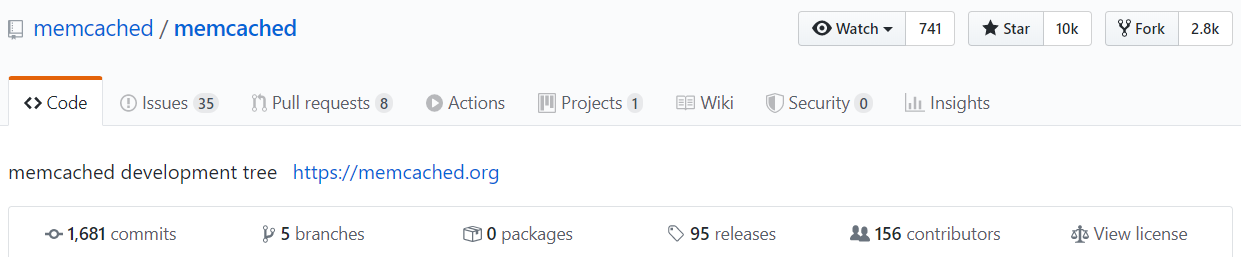 memcached / memcached Watch 741 Star 10k Fork 2.8k
Code Issues 35 Pull requests 8 Actions Projects 1 Wiki Security 0 Insights
memcached development tree https://memcached.org
1,681 commits 5 branches 0 packages 95 releases 156 contributors View license